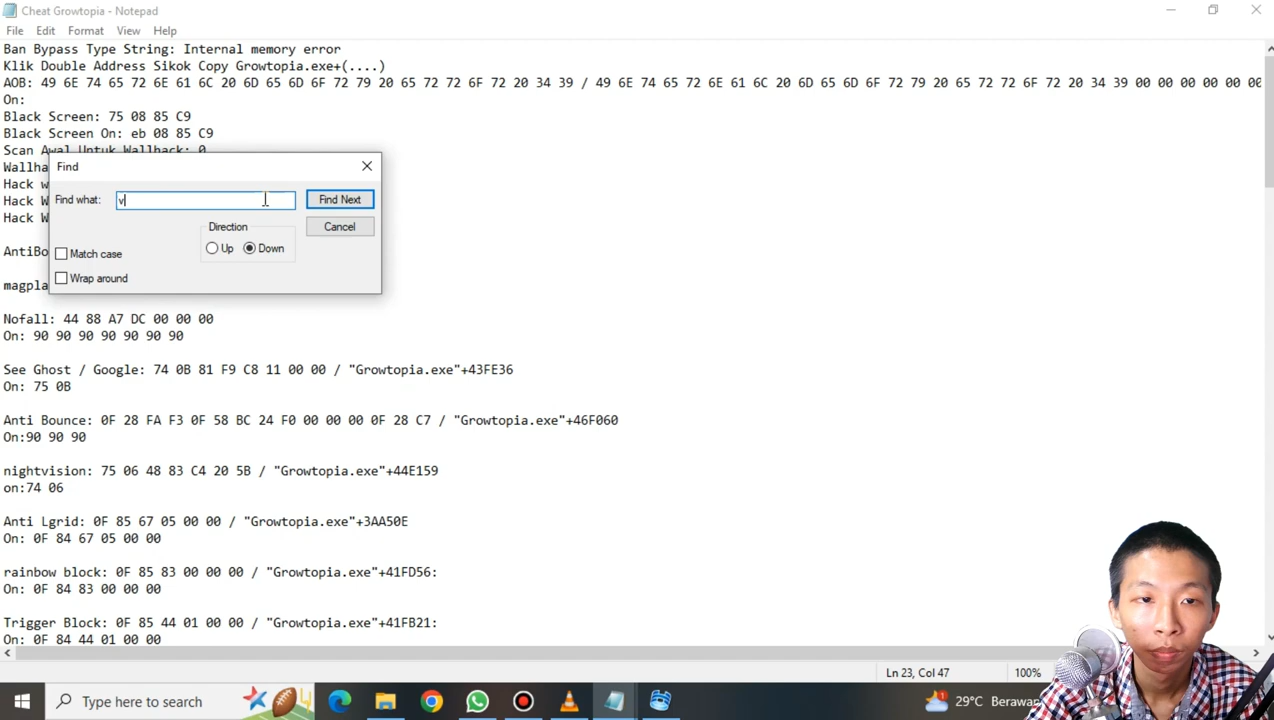 Cheat Growtopia - Notepad
File Edit Format View Help
Ban Bypass Type String: Internal memory error
Klik Double Address Sikok Copy Growtopia.exe+(....)
AOB: 49 6E 74 65 72 6E 61 6C 20 6D 65 6D 6F 72 79 20 65 72 72 6F 72 20 34 39 / 49 6E 74 65 72 6E 61 6C 20 6D 65 6D 6F 72 79 20 65 72 72 6F 72 20 34 39 00 00 00 00 00 00
On:
Black Screen: 75 08 85 C9
Black Screen On: eb 08 85 C9
Scan Awal Untuk Wallhack: 0
Wallha
Hack w
Hack W
Hack W
Find
Find what: v
Find Next
Direction
Cancel
Up Down
Match case
Wrap around
AntiBo
magpla
Nofall: 44 88 A7 DC 00 00 00
On: 90 90 90 90 90 90 90
See Ghost / Google: 74 0B 81 F9 C8 11 00 00 / "Growtopia.exe"+43FE36
On: 75 0B
Anti Bounce: 0F 28 FA F3 0F 58 BC 24 F0 00 00 00 0F 28 C7 / "Growtopia.exe"+46F060
On:90 90 90
nightvision: 75 06 48 83 C4 20 5B / "Growtopia.exe"+44E159
on:74 06
Anti Lgrid: 0F 85 67 05 00 00 / "Growtopia.exe"+3AA50E
On: 0F 84 67 05 00 00
rainbow block: 0F 85 83 00 00 00 / "Growtopia.exe"+41FD56:
On: 0F 84 83 00 00 00
Trigger Block: 0F 85 44 01 00 00 / "Growtopia.exe"+41FB21:
On: 0F 84 44 01 00 00
Ln 23, Col 47 100%
Type here to search
1
29°C Berawan